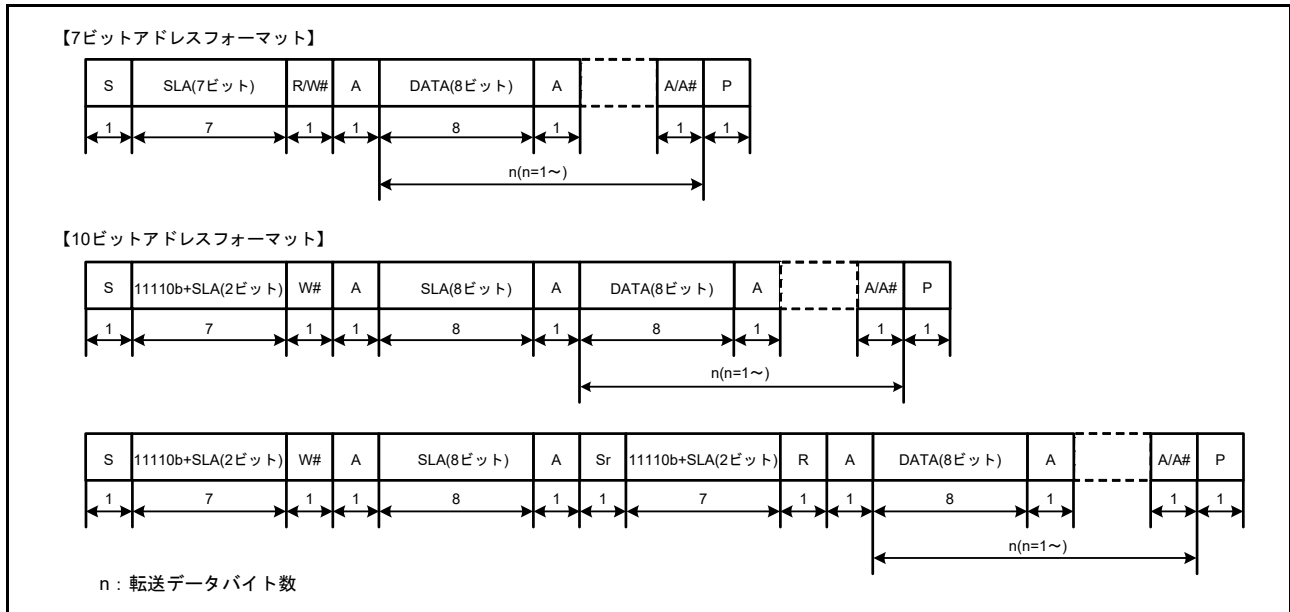 【7ビットアドレスフォーマット】
S SLA(7ビット) R/W# A DATA(8ビット) A A/A# P
1 7 1 1 8 1 1 1
n(n=1～)
【10ビットアドレスフォーマット】
S 11110b+SLA(2ビット) W# A SLA(8ビット) A DATA(8ビット) A A/A# P
1 7 1 1 8 1 8 1 1 1
n(n=1～)
S 11110b+SLA(2ビット) W# A SLA(8ビット) A Sr 11110b+SLA(2ビット) R A DATA(8ビット) A A/A# P
1 7 1 1 8 1 1 7 1 1 8 1 1 1
n(n=1～)
n：転送データバイト数